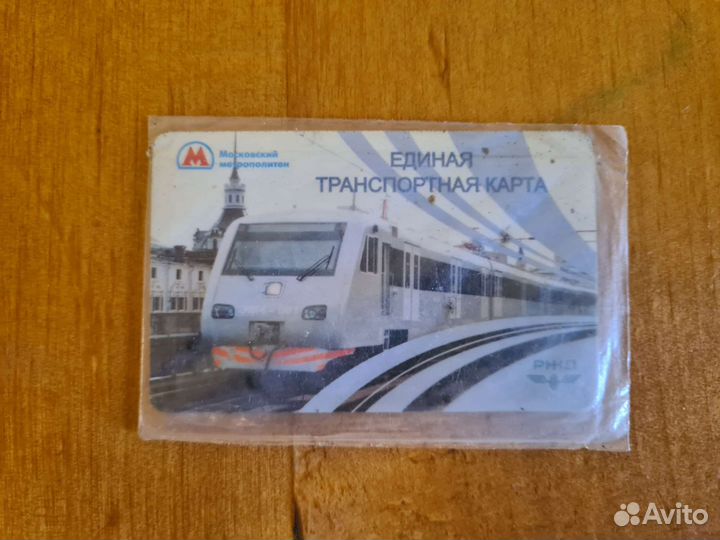 Московский
метрополитен
ЕДИНАЯ
ТРАНСПОРТНАЯ КАРТА
РЖД
Avito